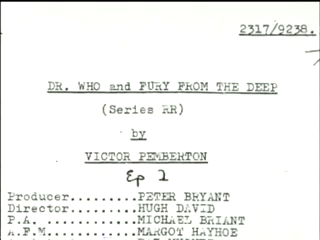 2317/9238.
DR. WHO and FURY FROM THE DEEP
(Series RR)
by
VICTOR PEMBERTON
Ep 1
Producer.........PETER BRYANT
Director.........HUGH DAVID
P.A. ............MICHAEL BRIANT
A.F.M............MARGOT HAYHOE